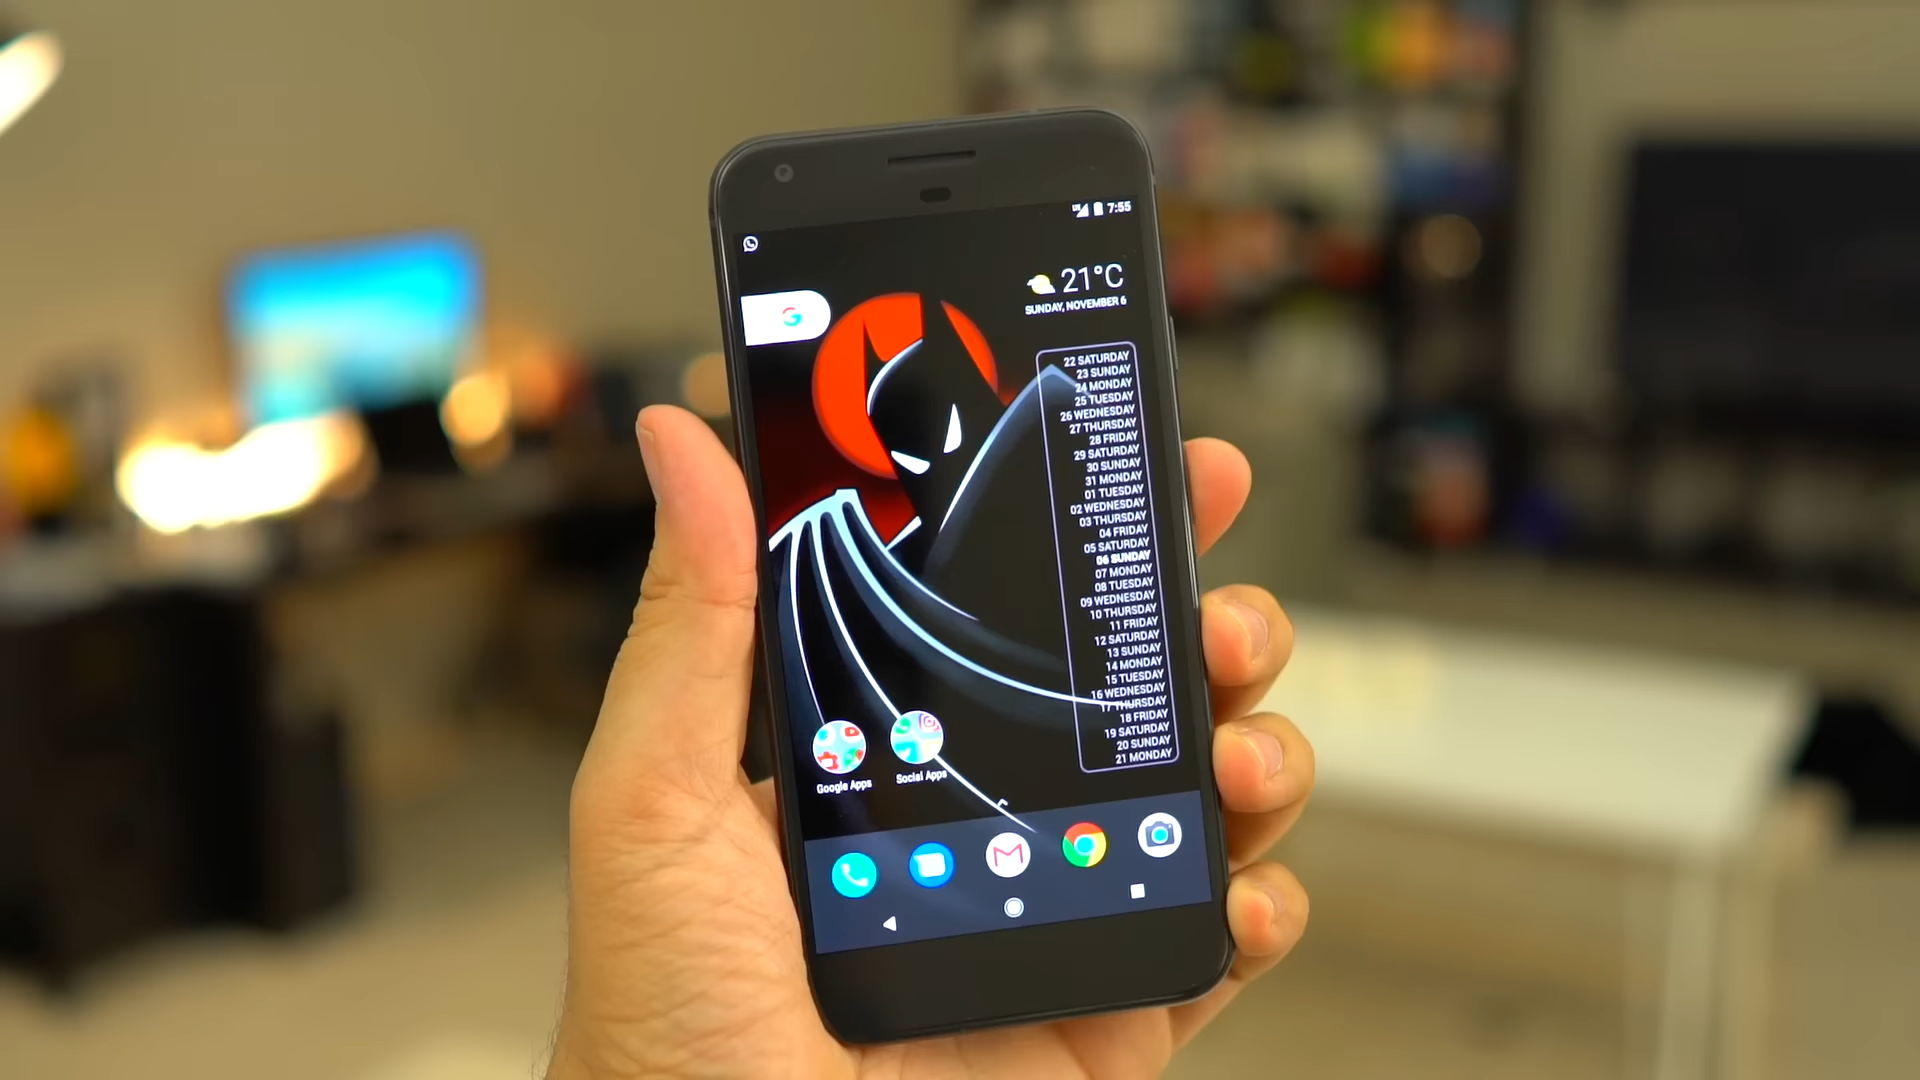 LTE 7:55
21°C
SUNDAY, NOVEMBER 6
G
22 SATURDAY
23 SUNDAY
24 MONDAY
25 TUESDAY
26 WEDNESDAY
27 THURSDAY
28 FRIDAY
29 SATURDAY
30 SUNDAY
31 MONDAY
01 TUESDAY
02 WEDNESDAY
03 THURSDAY
04 FRIDAY
05 SATURDAY
06 SUNDAY
07 MONDAY
08 TUESDAY
09 WEDNESDAY
10 THURSDAY
11 FRIDAY
12 SATURDAY
13 SUNDAY
14 MONDAY
15 TUESDAY
16 WEDNESDAY
17 THURSDAY
18 FRIDAY
19 SATURDAY
20 SUNDAY
21 MONDAY
Google Apps
Social Apps